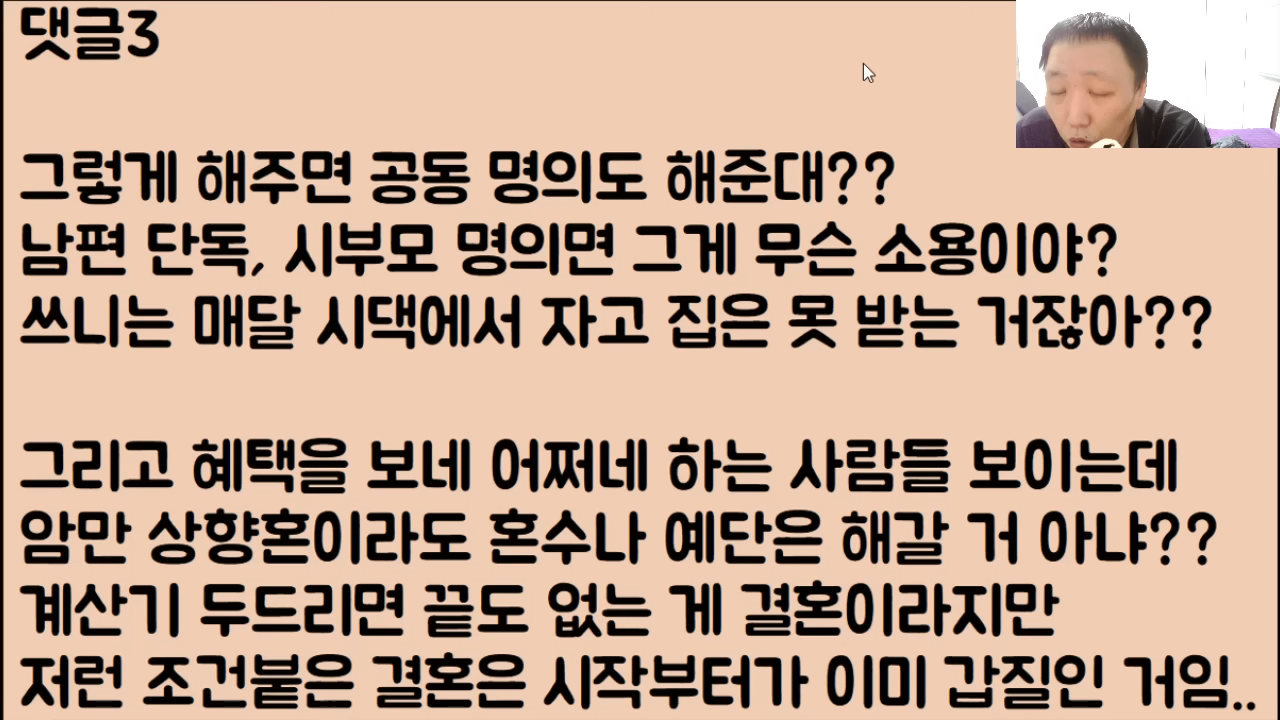 댓글3
그렇게 해주면 공동 명의도 해준대??
남편 단독, 시부모 명의면 그게 무슨 소용이야?
쓰니는 매달 시댁에서 자고 집은 못 받는 거잖아??
그리고 혜택을 보네 어쩌네 하는 사람들 보이는데
암만 상향혼이라도 혼수나 예단은 해갈 거 아냐??
계산기 두드리면 끝도 없는 게 결혼이라지만
저런 조건붙은 결혼은 시작부터가 이미 갑질인 거임..